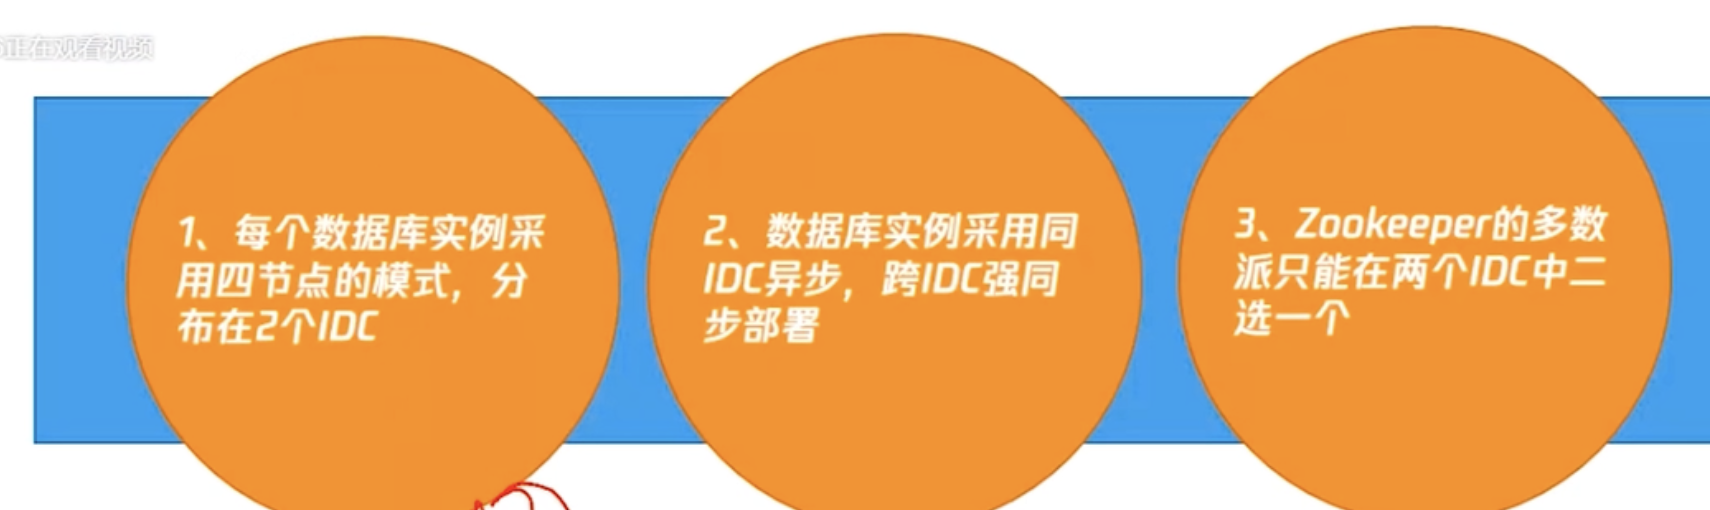 正在观看视频
1、每个数据库实例采
用四节点的模式，分
布在2个IDC
2、数据库实例采用同
IDC异步，跨IDC强同
步部署
3、Zookeeper的多数
派只能在两个IDC中二
选一个